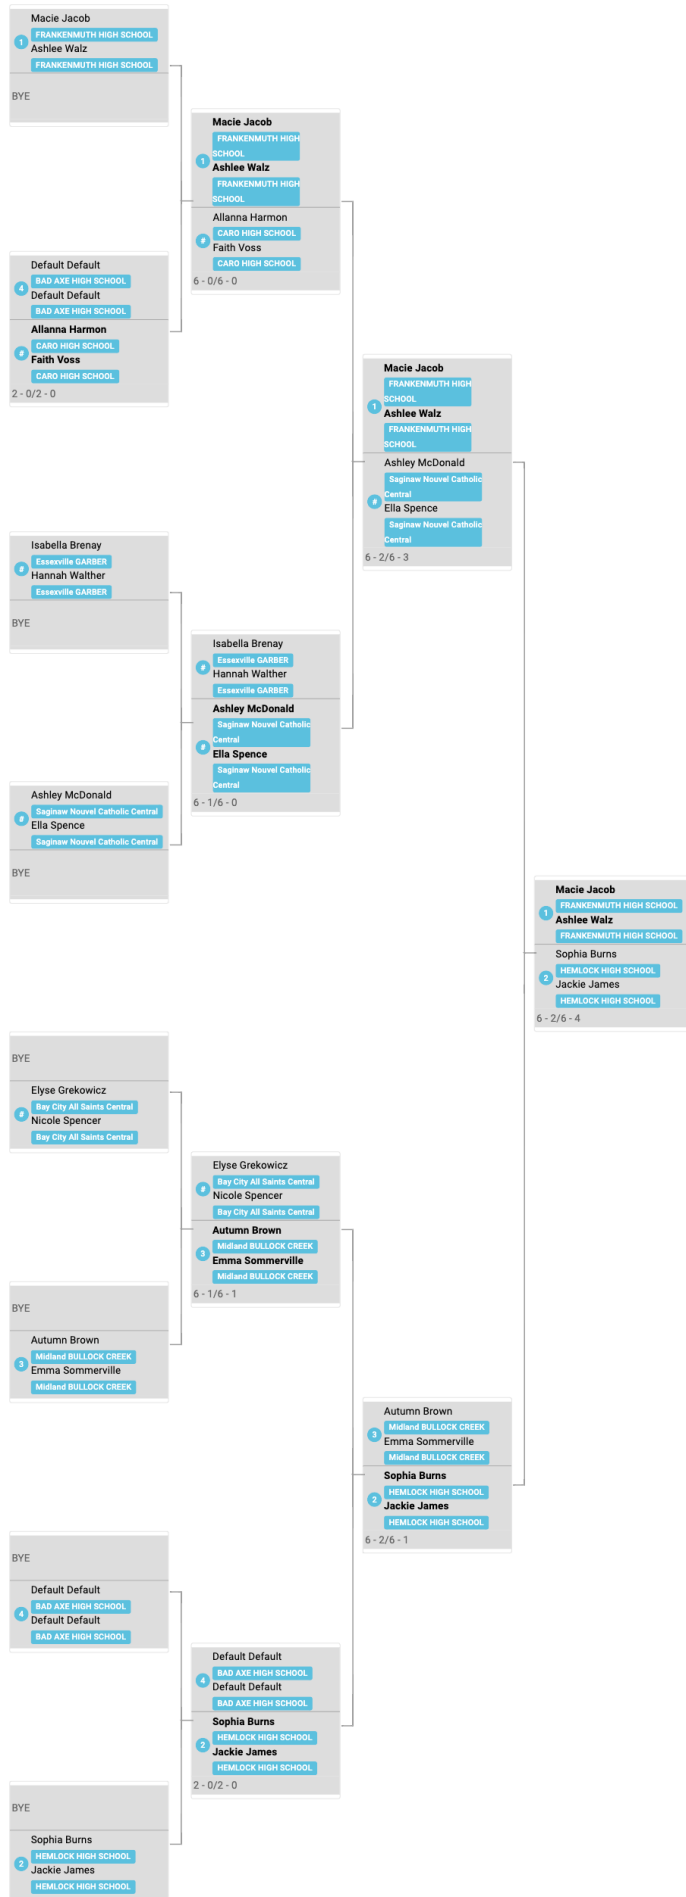 Macie Jacob
1
FRANKENMUTH HIGH SCHOOL
Ashlee Walz
FRANKENMUTH HIGH SCHOOL
BYE
Default Default
4
BAD AXE HIGH SCHOOL
Default Default
BAD AXE HIGH SCHOOL
Allanna Harmon
#
CARO HIGH SCHOOL
Faith Voss
CARO HIGH SCHOOL
2 - 0/2 - 0
Isabella Brenay
#
Essexville GARBER
Hannah Walther
Essexville GARBER
BYE
Ashley McDonald
#
Saginaw Nouvel Catholic Central
Ella Spence
Saginaw Nouvel Catholic Central
BYE
BYE
Elyse Grekowicz
#
Bay City All Saints Central
Nicole Spencer
Bay City All Saints Central
BYE
Autumn Brown
3
Midland BULLOCK CREEK
Emma Sommerville
Midland BULLOCK CREEK
BYE
Default Default
4
BAD AXE HIGH SCHOOL
Default Default
BAD AXE HIGH SCHOOL
BYE
Sophia Burns
2
HEMLOCK HIGH SCHOOL
Jackie James
HEMLOCK HIGH SCHOOL
Macie Jacob
1
FRANKENMUTH HIGH
SCHOOL
Ashlee Walz
FRANKENMUTH HIGH
SCHOOL
Allanna Harmon
#
CARO HIGH SCHOOL
Faith Voss
CARO HIGH SCHOOL
6 - 0/6 - 0
Isabella Brenay
#
Essexville GARBER
Hannah Walther
Essexville GARBER
Ashley McDonald
#
Saginaw Nouvel Catholic
Central
Ella Spence
Saginaw Nouvel Catholic
Central
6 - 1/6 - 0
Elyse Grekowicz
#
Bay City All Saints Central
Nicole Spencer
Bay City All Saints Central
Autumn Brown
3
Midland BULLOCK CREEK
Emma Sommerville
Midland BULLOCK CREEK
6 - 1/6 - 1
Default Default
4
BAD AXE HIGH SCHOOL
Default Default
BAD AXE HIGH SCHOOL
Sophia Burns
2
HEMLOCK HIGH SCHOOL
Jackie James
HEMLOCK HIGH SCHOOL
2 - 0/2 - 0
Macie Jacob
1
FRANKENMUTH HIGH
SCHOOL
Ashlee Walz
FRANKENMUTH HIGH
SCHOOL
Ashley McDonald
#
Saginaw Nouvel Catholic
Central
Ella Spence
Saginaw Nouvel Catholic
Central
6 - 2/6 - 3
Autumn Brown
3
Midland BULLOCK CREEK
Emma Sommerville
Midland BULLOCK CREEK
Sophia Burns
2
HEMLOCK HIGH SCHOOL
Jackie James
HEMLOCK HIGH SCHOOL
6 - 2/6 - 1
Macie Jacob
1
FRANKENMUTH HIGH SCHOOL
Ashlee Walz
FRANKENMUTH HIGH SCHOOL
Sophia Burns
2
HEMLOCK HIGH SCHOOL
Jackie James
HEMLOCK HIGH SCHOOL
6 - 2/6 - 4